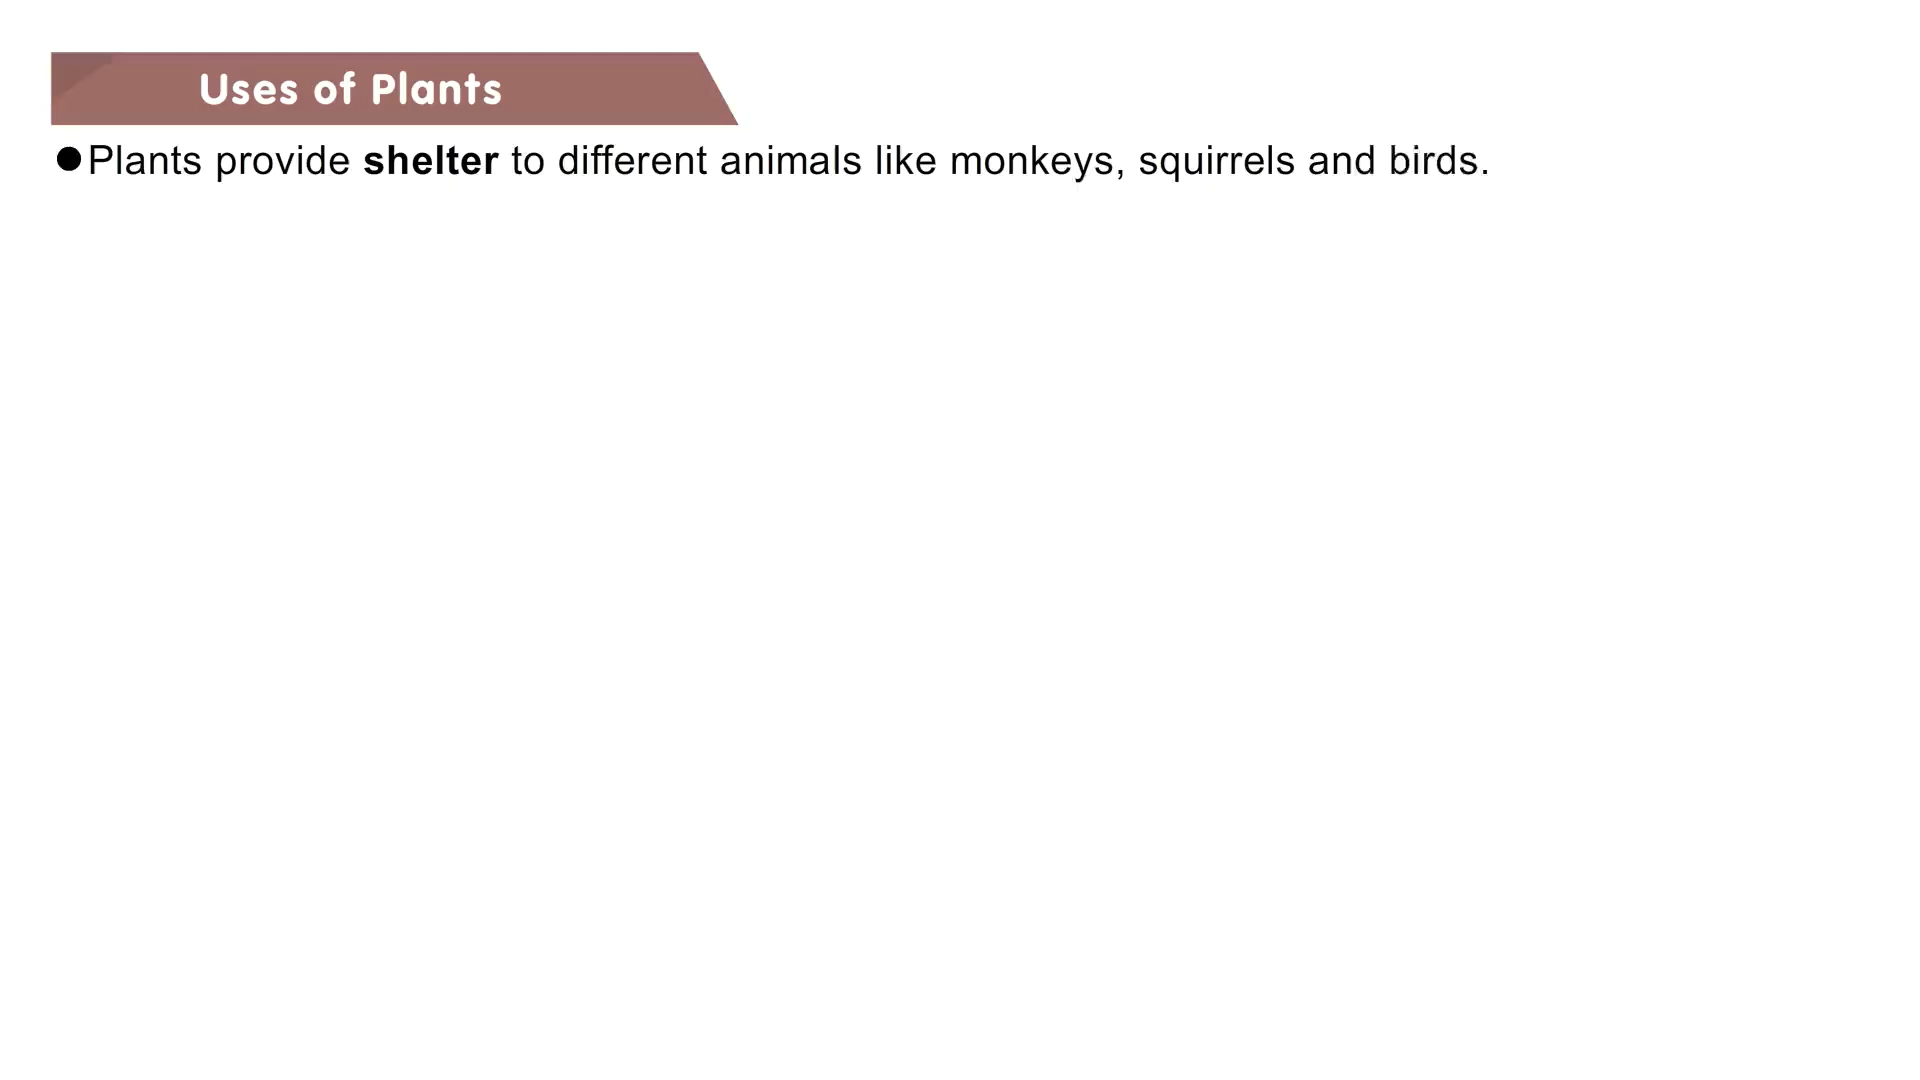 Uses of Plants
●Plants provide shelter to different animals like monkeys, squirrels and birds.